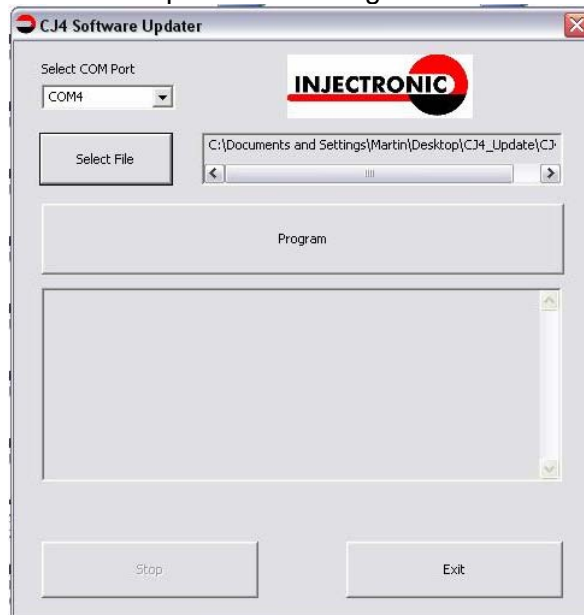 CJ4 Software Updater
Select COM Port
COM4
INJECTRONIC
Select File
C:\Documents and Settings\Martin\Desktop\CJ4_Update\CJ
Program
Stop
Exit